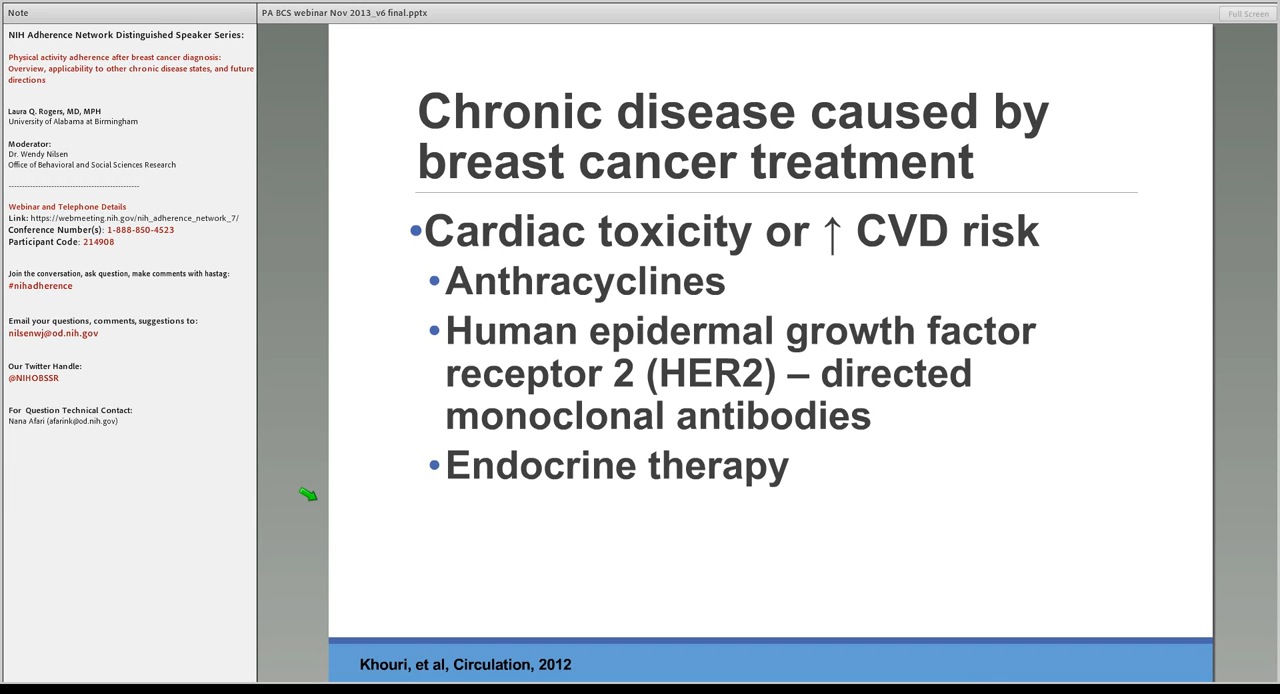 Note
PA BCS webinar Nov 2013_v6 final.pptx
Full Screen
NIH Adherence Network Distinguished Speaker Series:
Physical activity adherence after breast cancer diagnosis:
Overview, applicability to other chronic disease states, and future
directions
Laura Q. Rogers, MD, MPH
University of Alabama at Birmingham
Moderator:
Dr. Wendy Nilsen
Office of Behavioral and Social Sciences Research
--------------------------------------------------
Webinar and Telephone Details
Link: https://webmeeting.nih.gov/nih_adherence_network_7/
Conference Number(s): 1-888-850-4523
Participant Code: 214908
Join the conversation, ask question, make comments with hastag:
#nihadherence
Email your questions, comments, suggestions to:
nilsenwj@od.nih.gov
Our Twitter Handle:
@NIHOBSSR
For Question Technical Contact:
Nana Afari (afarink@od.nih.gov)
Chronic disease caused by
breast cancer treatment
•Cardiac toxicity or ↑ CVD risk
•Anthracyclines
•Human epidermal growth factor
receptor 2 (HER2) – directed
monoclonal antibodies
•Endocrine therapy
Khouri, et al, Circulation, 2012